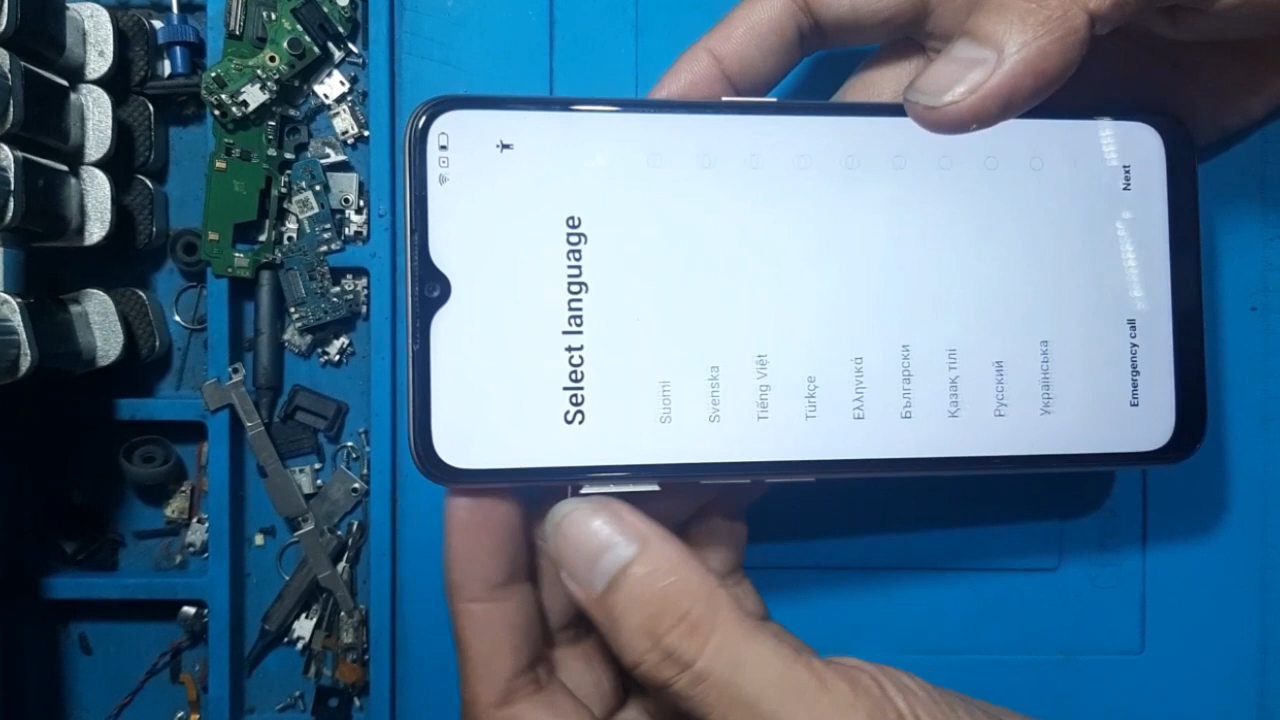 Select language
Suomi
Svenska
Tiếng Việt
Türkçe
Ελληνικά
Български
Қазақ тілі
Русский
Українська
Emergency call
Next